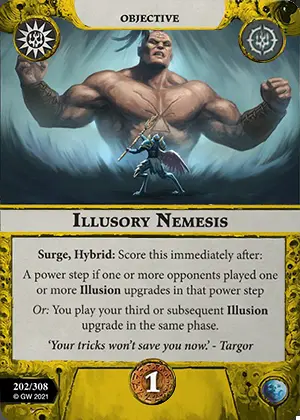 OBJECTIVE
ILLUSORY NEMESIS
Surge, Hybrid: Score this immediately after:
A power step if one or more opponents played one
or more Illusion upgrades in that power step
Or: You play your third or subsequent Illusion
upgrade in the same phase.
'Your tricks won't save you now.' - Targor
202/308
© GW 2021
1